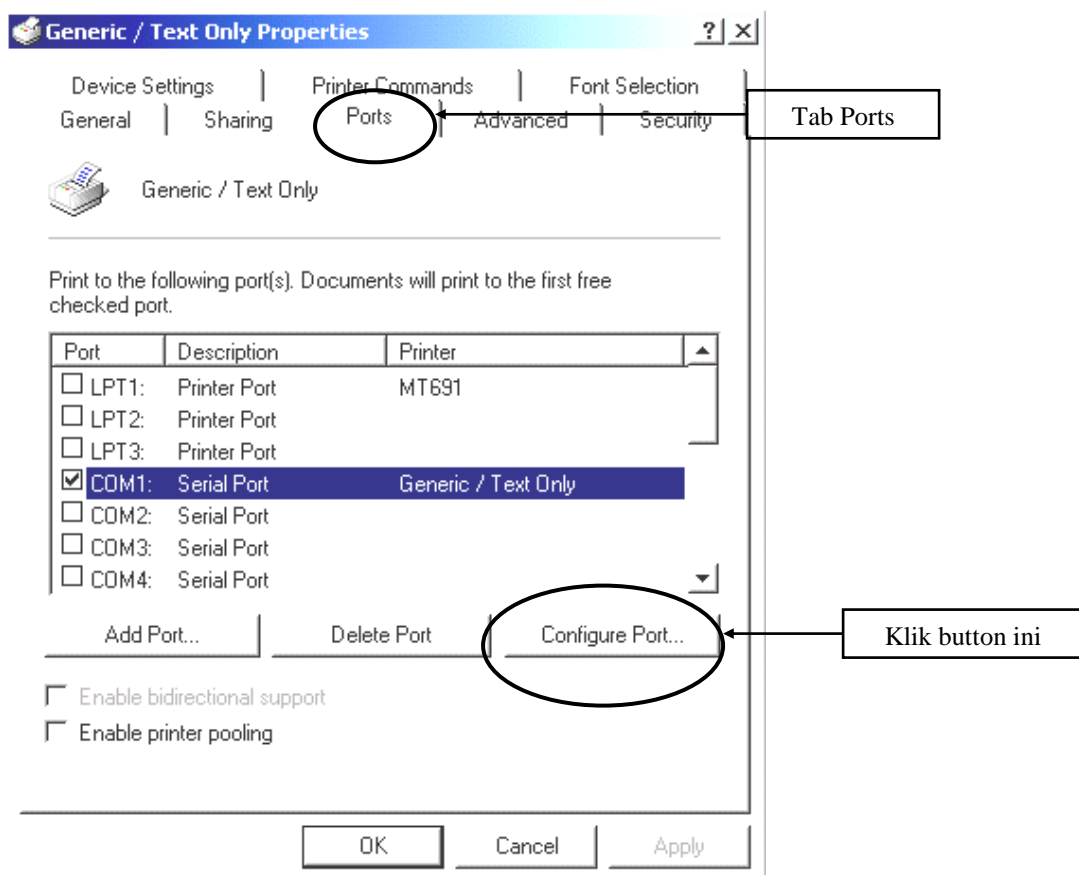 Generic / Text Only Properties
Device Settings Printer Commands Font Selection
General Sharing Ports Advanced Security
Tab Ports
Generic / Text Only
Print to the following port(s). Documents will print to the first free
checked port.
Port Description Printer
LPT1: Printer Port MT691
LPT2: Printer Port
LPT3: Printer Port
COM1: Serial Port Generic / Text Only
COM2: Serial Port
COM3: Serial Port
COM4: Serial Port
Add Port... Delete Port Configure Port...
Klik button ini
Enable bidirectional support
Enable printer pooling
OK Cancel Apply